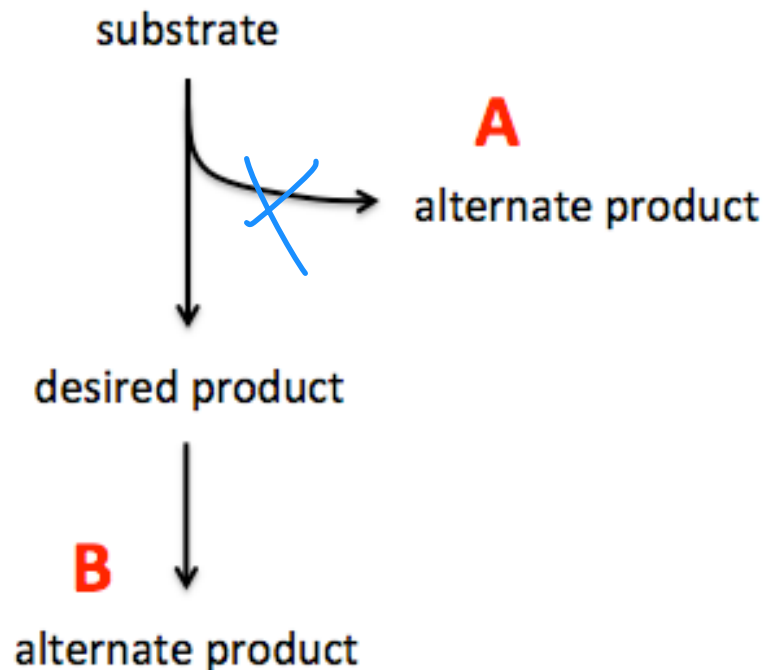 substrate
A
alternate product
desired product
B
alternate product